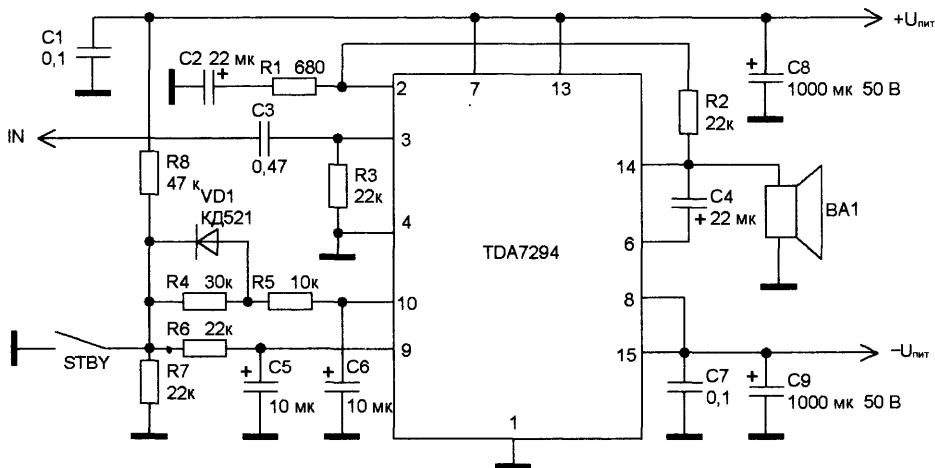 C1
0,1
C2 22 мк
+
R1 680
2
7
13
+Uпит
+
C8
1000 мк 50 В
R2
22к
IN
C3
0,47
3
R8
47 к
R3
22к
14
VD1
КД521
4
C4
+ 22 мк
BA1
TDA7294
6
R4 30к
R5 10к
10
8
R6 22к
STBY
9
15
–Uпит
R7
22к
+
C5
10 мк
+
C6
10 мк
C7
0,1
+
C9
1000 мк 50 В
1